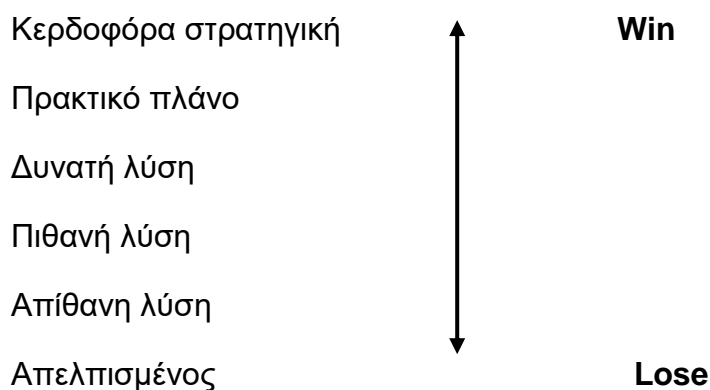 Κερδοφόρα στρατηγική Win
Πρακτικό πλάνο
Δυνατή λύση
Πιθανή λύση
Απίθανη λύση
Απελπισμένος Lose